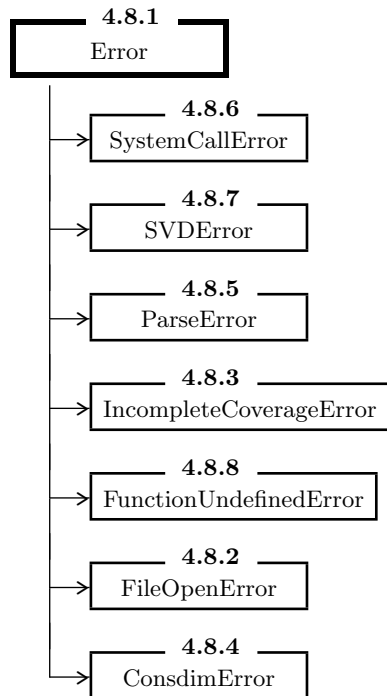 4.8.1
Error
4.8.6
SystemCallError
4.8.7
SVDError
4.8.5
ParseError
4.8.3
IncompleteCoverageError
4.8.8
FunctionUndefinedError
4.8.2
FileOpenError
4.8.4
ConsdimError